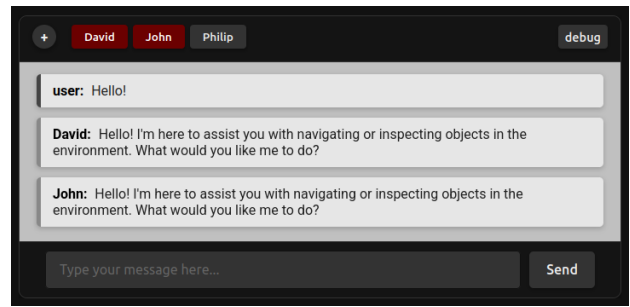 + David John Philip debug
user: Hello!
David: Hello! I'm here to assist you with navigating or inspecting objects in the
environment. What would you like me to do?
John: Hello! I'm here to assist you with navigating or inspecting objects in the
environment. What would you like me to do?
Type your message here... Send